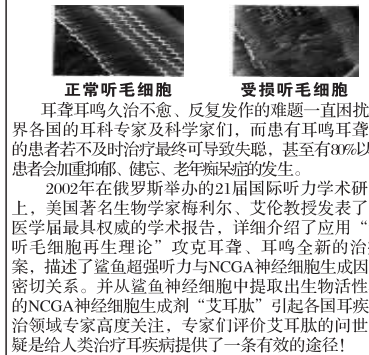 正常听毛细胞 受损听毛细胞
耳聋耳鸣久治不愈、反复发作的难题一直困扰
界各国的耳科专家及科学家们，而患有耳鸣耳聋
的患者若不及时治疗最终可导致失聪，甚至有80%以
患者会加重抑郁、健忘、老年痴呆症的发生。
2002年在俄罗斯举办的21届国际听力学术研
上，美国著名生物学家梅利尔、艾伦教授发表了
医学届最具权威的学术报告，详细介绍了应用“
听毛细胞再生理论”攻克耳聋、耳鸣全新的治
案，描述了鲨鱼超强听力与NCGA神经细胞生成因
密切关系。并从鲨鱼神经细胞中提取出生物活性
的NCGA神经细胞生成剂“艾耳肽”引起各国耳疾
治领域专家高度关注，专家们评价艾耳肽的问世
疑是给人类治疗耳疾病提供了一条有效的途径！